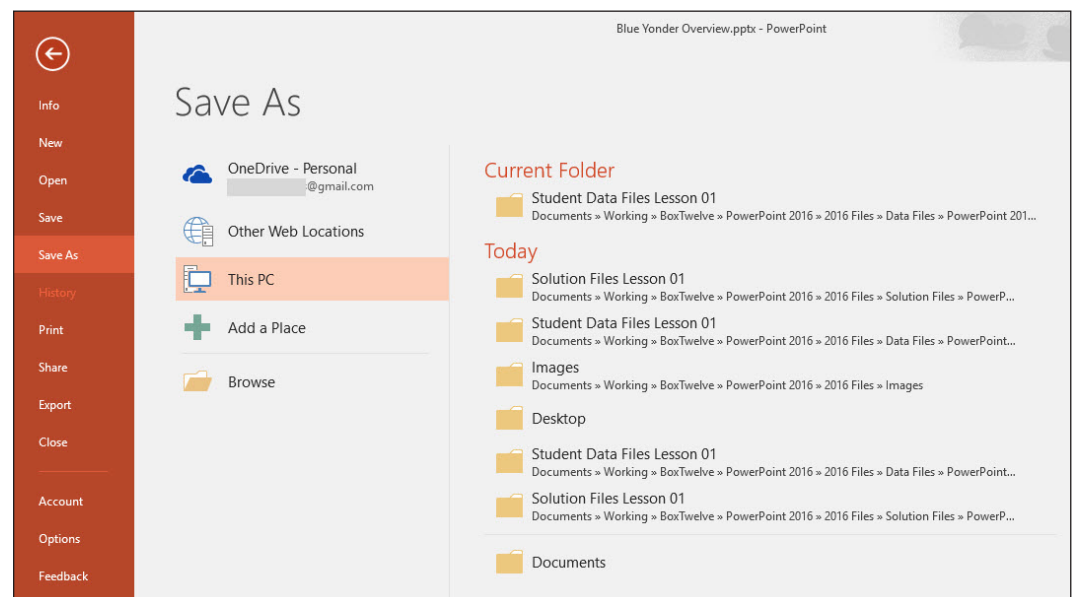 Blue Yonder Overview.pptx - PowerPoint
Info
New
Open
Save
Save As
History
Print
Share
Export
Close
Account
Options
Feedback
Save As
OneDrive - Personal
@gmail.com
Other Web Locations
This PC
Add a Place
Browse
Current Folder
Student Data Files Lesson 01
Documents » Working » BoxTwelve » PowerPoint 2016 » 2016 Files » Data Files » PowerPoint 201...
Today
Solution Files Lesson 01
Documents » Working » BoxTwelve » PowerPoint 2016 » 2016 Files » Solution Files » PowerP...
Student Data Files Lesson 01
Documents » Working » BoxTwelve » PowerPoint 2016 » 2016 Files » Data Files » PowerPoint...
Images
Documents » Working » BoxTwelve » PowerPoint 2016 » 2016 Files » Images
Desktop
Student Data Files Lesson 01
Documents » Working » BoxTwelve » PowerPoint 2016 » 2016 Files » Data Files » PowerPoint...
Solution Files Lesson 01
Documents » Working » BoxTwelve » PowerPoint 2016 » 2016 Files » Solution Files » PowerP...
Documents